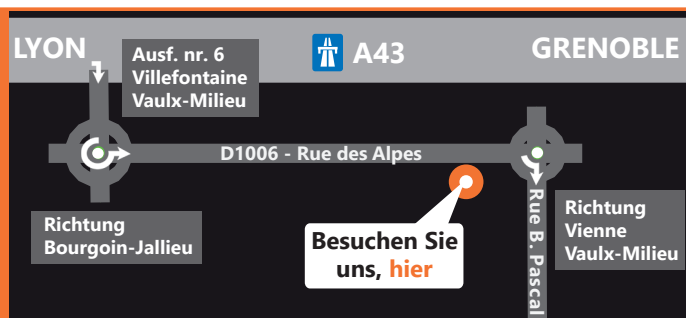 LYON
Ausf. nr. 6
Villefontaine
Vaulx-Milieu
A43
GRENOBLE
D1006 - Rue des Alpes
Richtung
Bourgoin-Jallieu
Besuchen Sie
uns, hier
Rue B. Pascal
Richtung
Vienne
Vaulx-Milieu